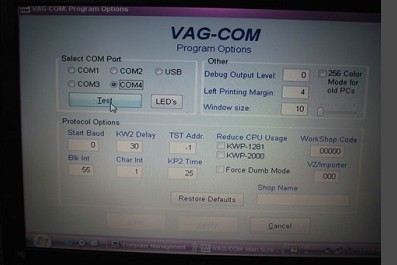 VAG-COM: Program Options
VAG-COM
Program Options
Select COM Port
COM1 COM2 USB
COM3 COM4
Test LED's
Other
Debug Output Level: 0
Left Printing Margin: 4
Window size: 10
256 Color
Mode for
old PCs
Protocol Options
Start Baud KW2 Delay TST Addr.
0 30 -1
Blk Int Char Int KP2 Time
55 1 25
Reduce CPU Usage
KWP-1281
KWP-2000
Force Dumb Mode
WorkShop Code
00000
VZ/Importer
000
Shop Name
Restore Defaults
Save Cancel
Computer Management